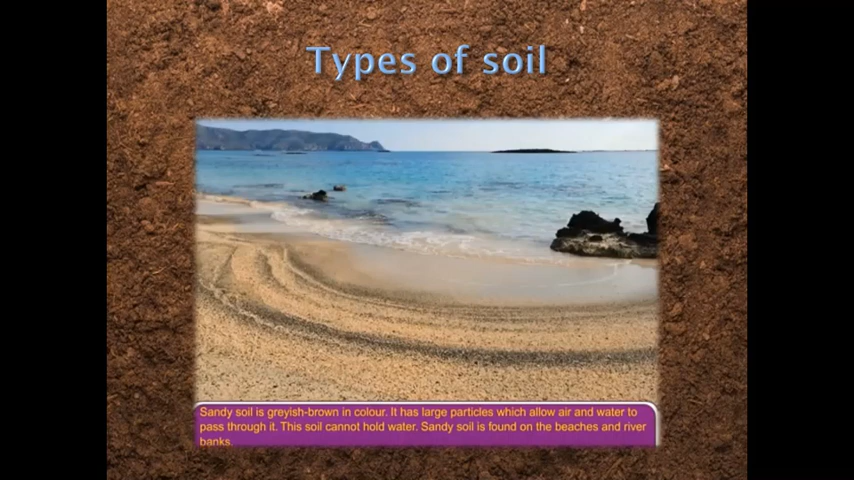 Types of soil
Sandy soil is greyish-brown in colour. It has large particles which allow air and water to
pass through it. This soil cannot hold water. Sandy soil is found on the beaches and river
banks.